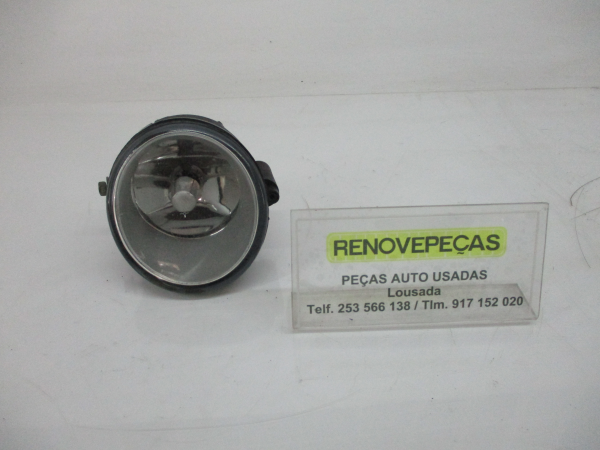 RENOVEPEÇAS
PEÇAS AUTO USADAS
Lousada
Telf. 253 566 138 / Tlm. 917 152 020